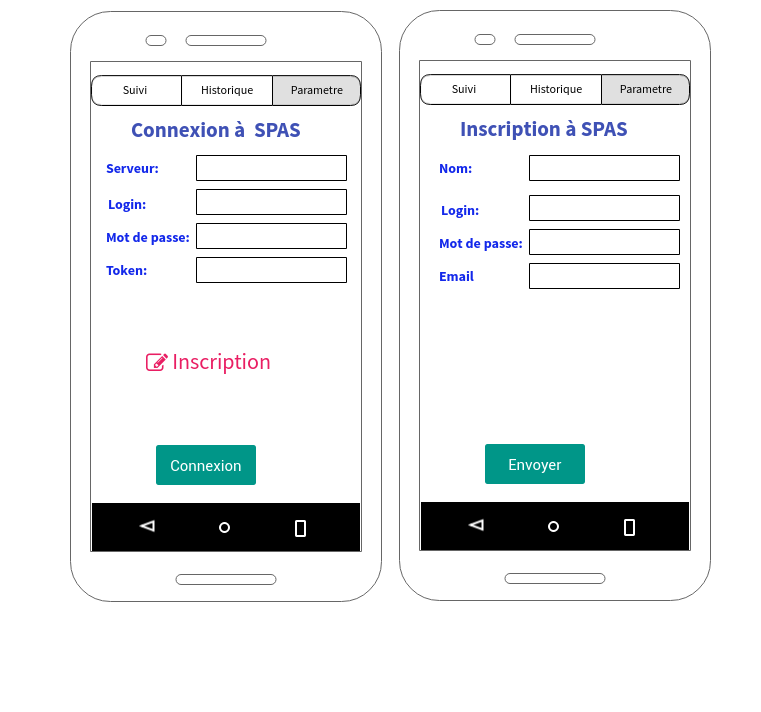 Suivi Historique Parametre
Connexion à SPAS
Serveur:
Login:
Mot de passe:
Token:
Inscription
Connexion
Suivi Historique Parametre
Inscription à SPAS
Nom:
Login:
Mot de passe:
Email
Envoyer